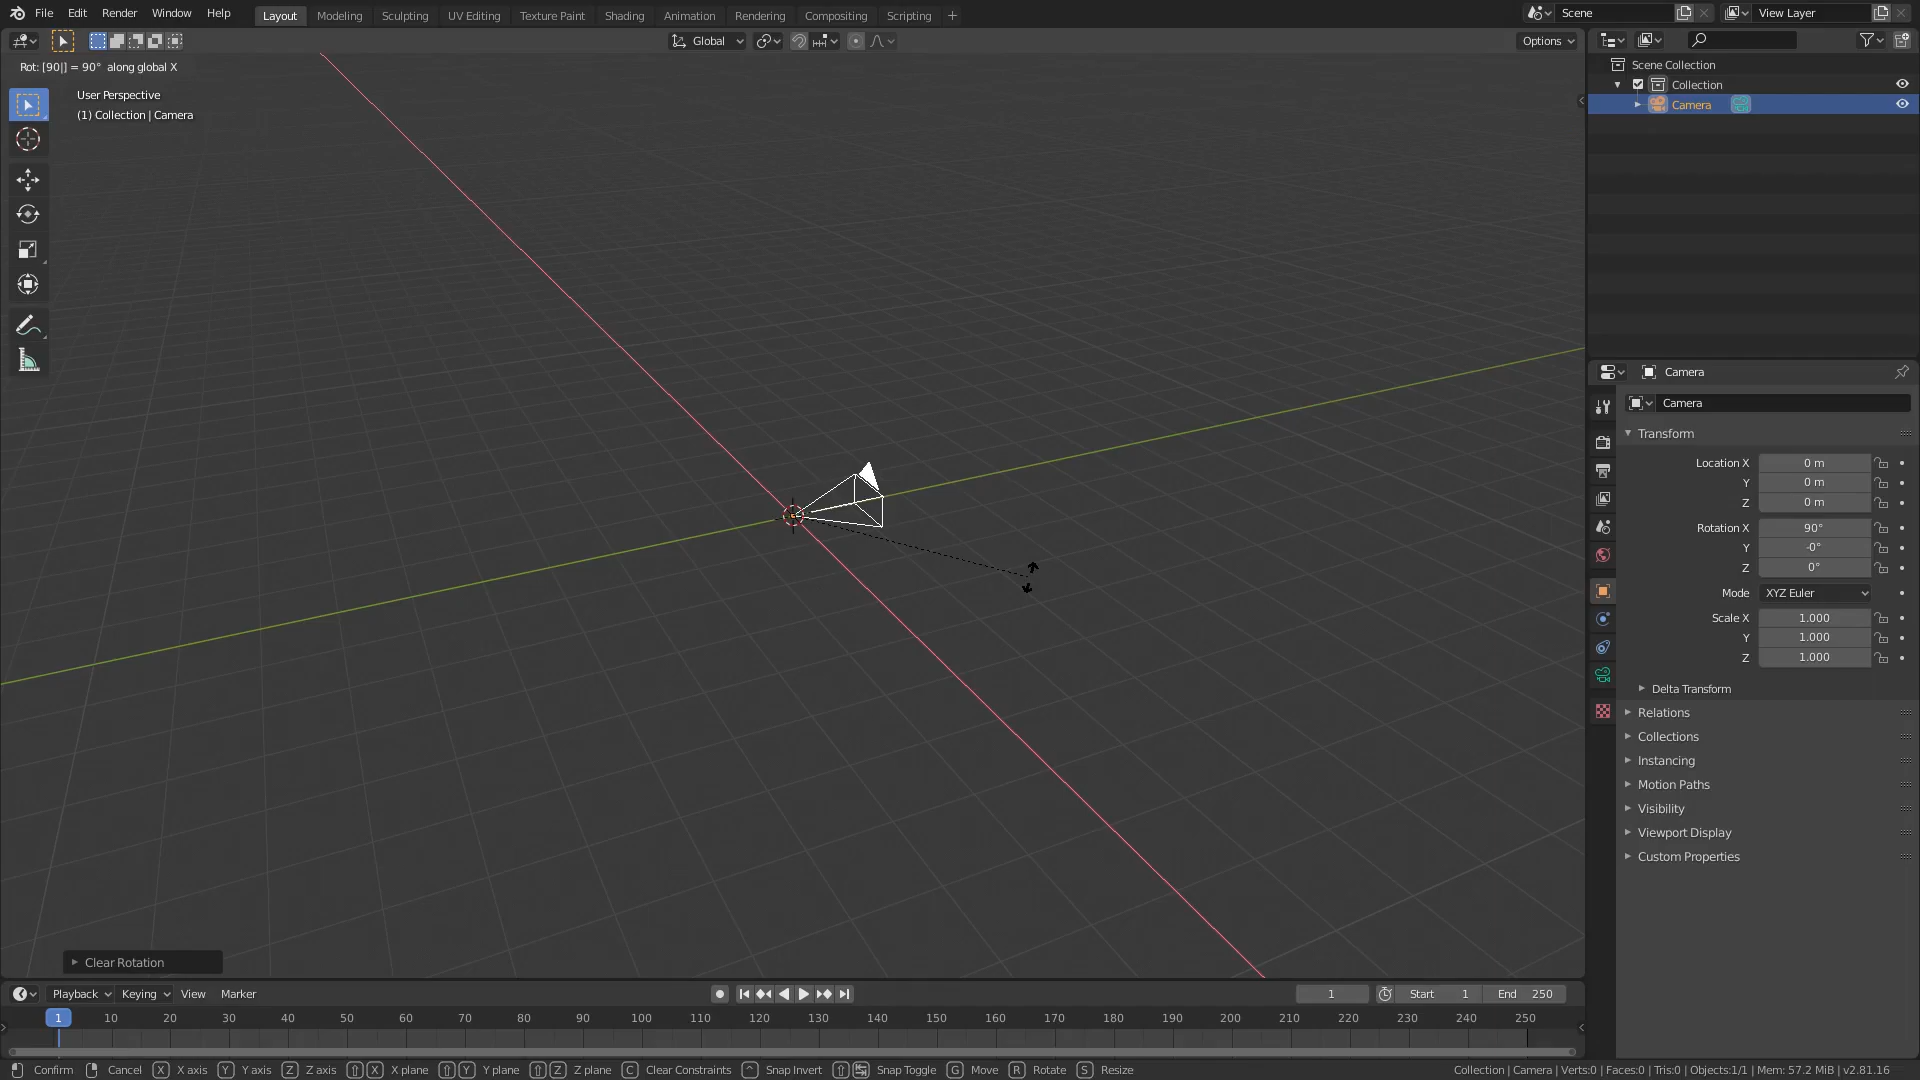 File Edit Render Window Help
Layout Modeling Sculpting UV Editing Texture Paint Shading Animation Rendering Compositing Scripting +
Scene
View Layer
Global
Options
Rot: [90|] = 90° along global X
User Perspective
(1) Collection | Camera
Scene Collection
Collection
Camera
Camera
Camera
Transform
Location X 0 m
Y 0 m
Z 0 m
Rotation X 90°
Y -0°
Z 0°
Mode XYZ Euler
Scale X 1.000
Y 1.000
Z 1.000
Delta Transform
Relations
Collections
Instancing
Motion Paths
Visibility
Viewport Display
Custom Properties
Clear Rotation
Playback Keying View Marker
1 Start 1 End 250
1 10 20 30 40 50 60 70 80 90 100 110 120 130 140 150 160 170 180 190 200 210 220 230 240 250
Confirm Cancel X X axis Y Y axis Z Z axis X X plane Y Y plane Z Z plane C Clear Constraints ^ Snap Invert Snap Toggle G Move R Rotate S Resize
Collection | Camera | Verts:0 | Faces:0 | Tris:0 | Objects:1/1 | Mem: 57.2 MiB | v2.81.16